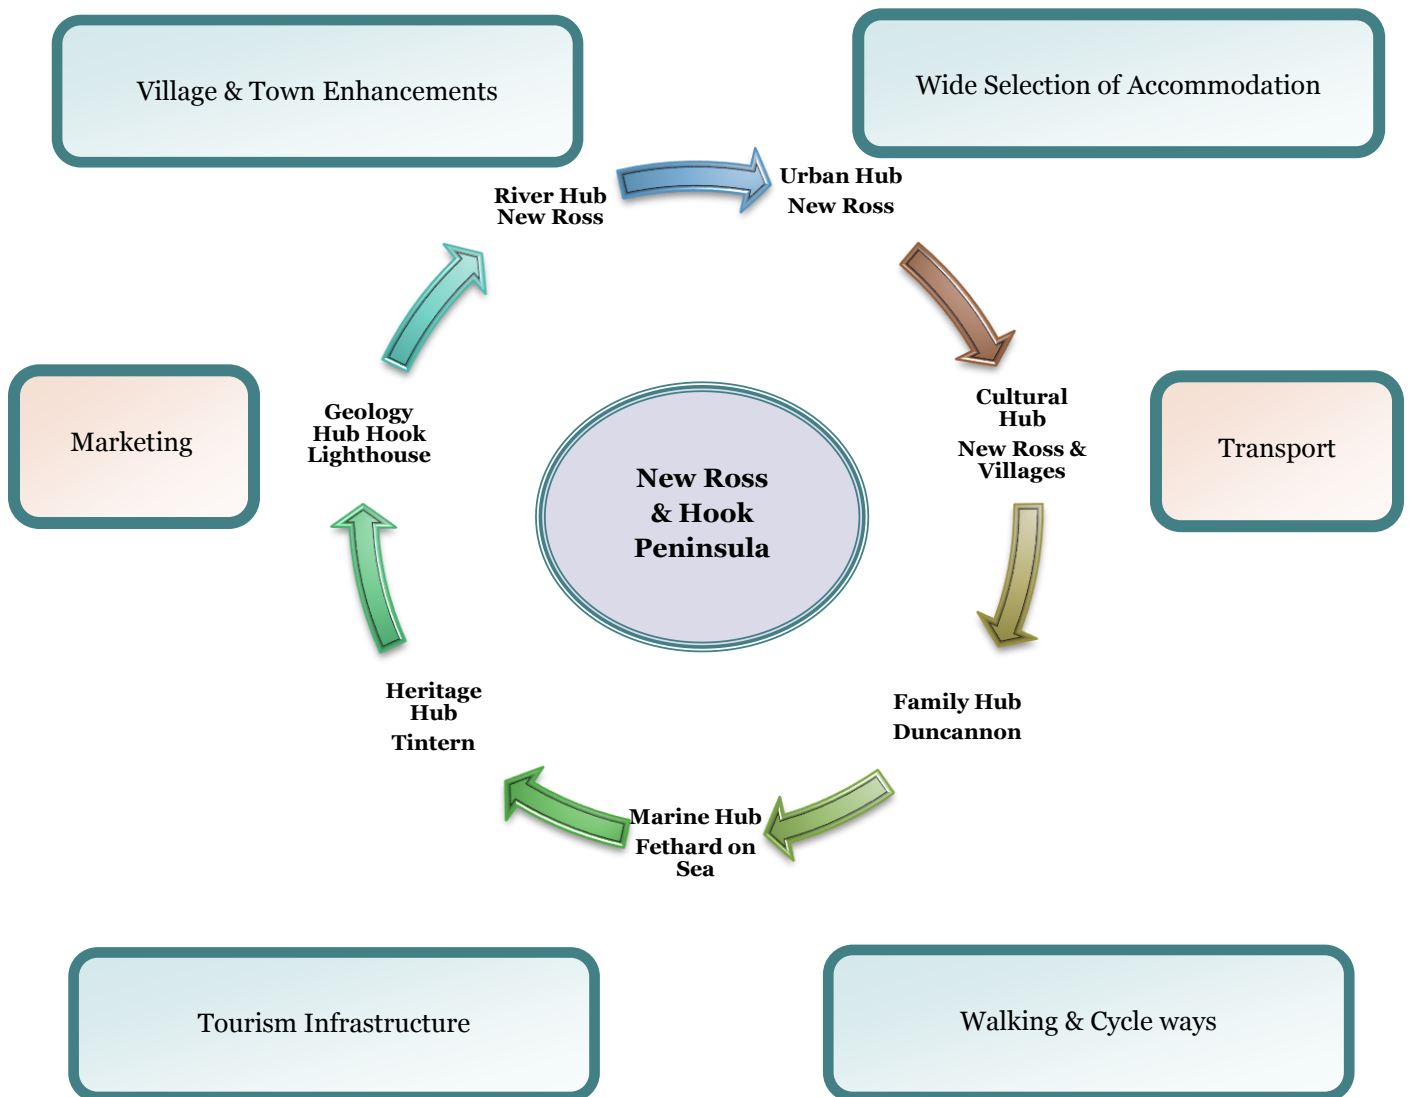 Village & Town Enhancements
Wide Selection of Accommodation
River Hub
New Ross
Urban Hub
New Ross
Cultural
Hub
New Ross &
Villages
Geology
Hub Hook
Lighthouse
Marketing
Transport
New Ross
& Hook
Peninsula
Heritage
Hub
Tintern
Family Hub
Duncannon
Marine Hub
Fethard on
Sea
Tourism Infrastructure
Walking & Cycle ways